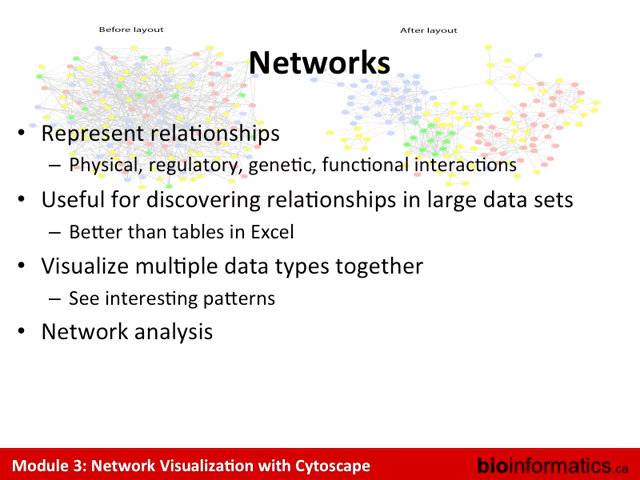 Before layout
After layout
Networks
• Represent relationships
– Physical, regulatory, genetic, functional interactions
• Useful for discovering relationships in large data sets
– Better than tables in Excel
• Visualize multiple data types together
– See interesting patterns
• Network analysis
Module 3: Network Visualization with Cytoscape
bioinformatics.ca